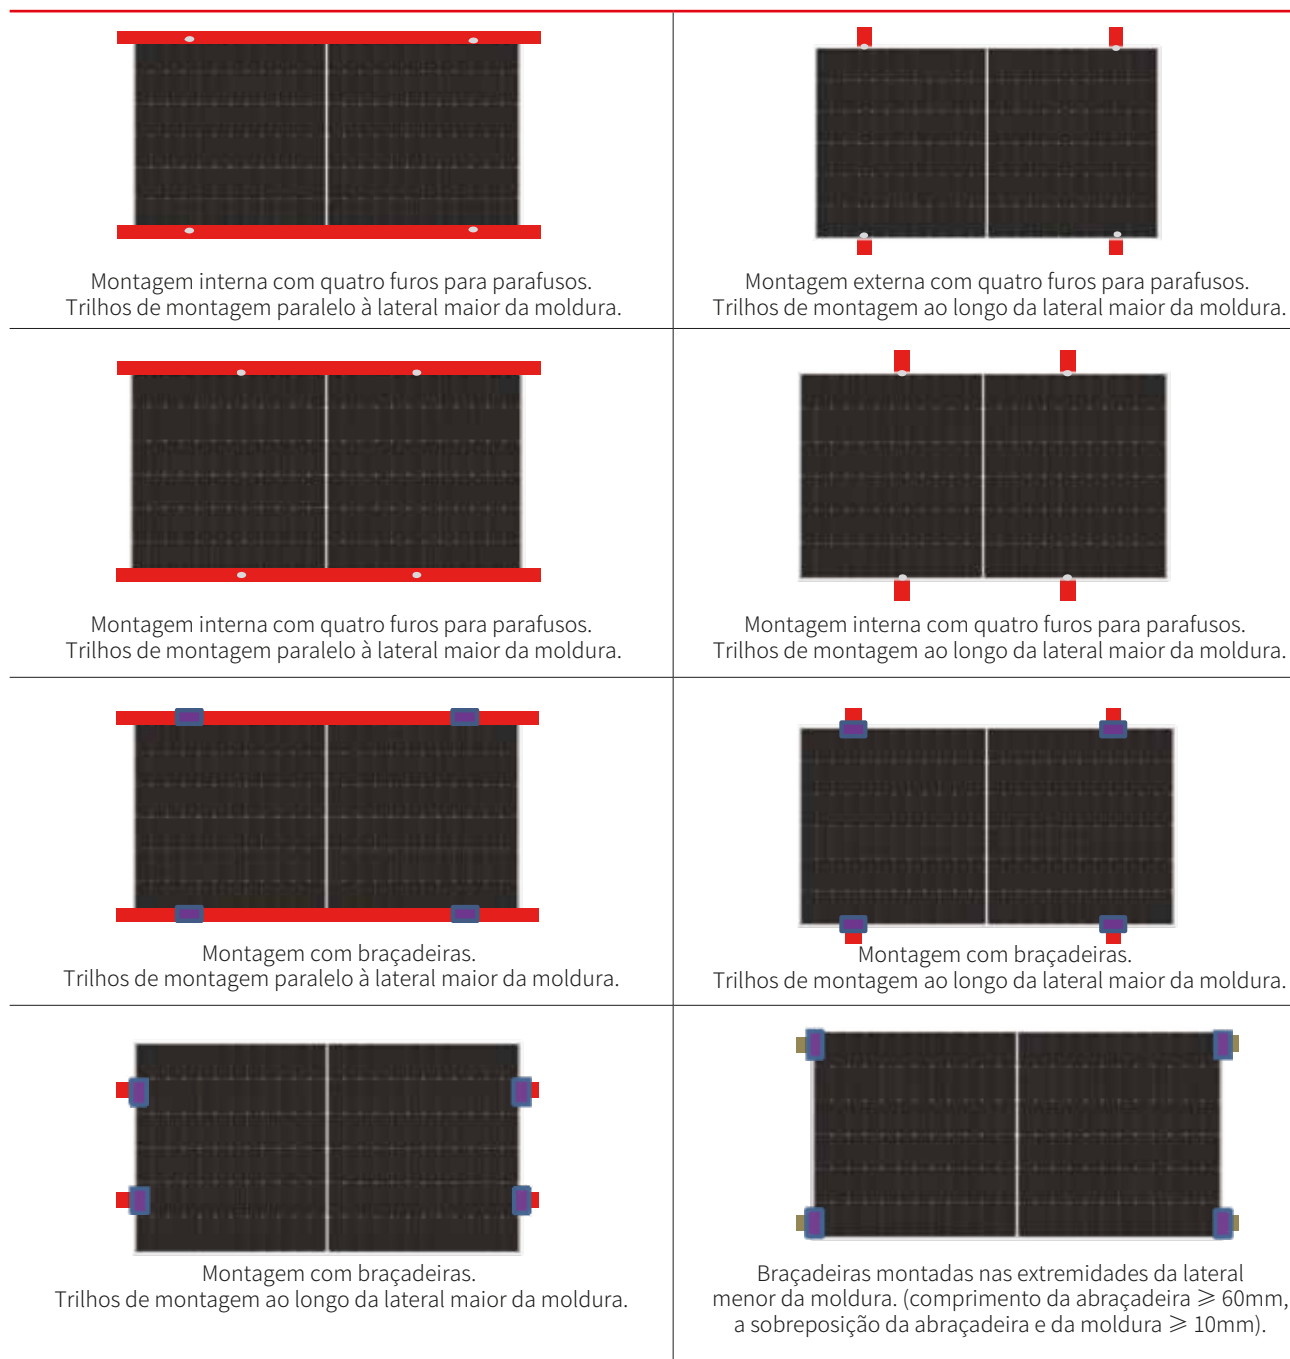 Montagem interna com quatro furos para parafusos.
Trilhos de montagem paralelo à lateral maior da moldura.
Montagem externa com quatro furos para parafusos.
Trilhos de montagem ao longo da lateral maior da moldura.
Montagem interna com quatro furos para parafusos.
Trilhos de montagem paralelo à lateral maior da moldura.
Montagem interna com quatro furos para parafusos.
Trilhos de montagem ao longo da lateral maior da moldura.
Montagem com braçadeiras.
Trilhos de montagem paralelo à lateral maior da moldura.
Montagem com braçadeiras.
Trilhos de montagem ao longo da lateral maior da moldura.
Montagem com braçadeiras.
Trilhos de montagem ao longo da lateral maior da moldura.
Braçadeiras montadas nas extremidades da lateral
menor da moldura. (comprimento da abraçadeira ⩾ 60mm,
a sobreposição da abraçadeira e da moldura ⩾ 10mm).